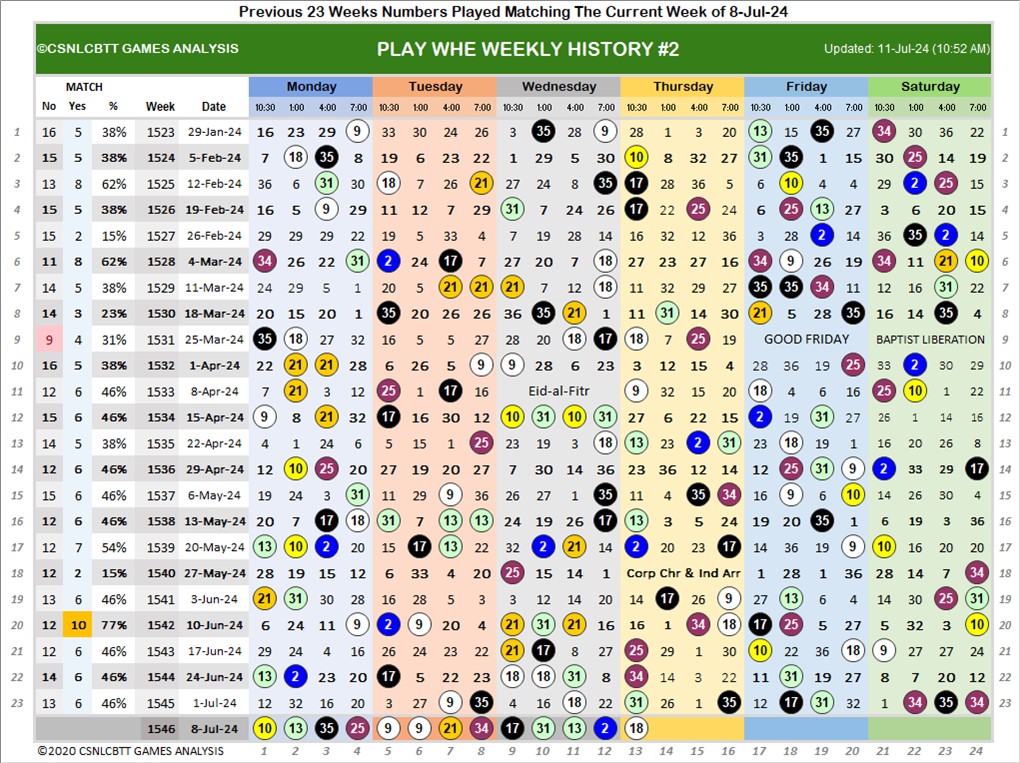 Previous 23 Weeks Numbers Played Matching The Current Week of 8-Jul-24
©CSNLCBTT GAMES ANALYSIS PLAY WHE WEEKLY HISTORY #2 Updated: 11-Jul-24 (10:52 AM)
MATCH Monday Tuesday Wednesday Thursday Friday Saturday
No Yes % Week Date 10:30 1:00 4:00 7:00 10:30 1:00 4:00 7:00 10:30 1:00 4:00 7:00 10:30 1:00 4:00 7:00 10:30 1:00 4:00 7:00 10:30 1:00 4:00 7:00
1 16 5 38% 1523 29-Jan-24 16 23 29 9 33 30 24 26 3 35 28 9 28 1 3 20 13 15 35 27 34 30 36 22 1
2 15 5 38% 1524 5-Feb-24 7 18 35 8 19 6 23 22 1 29 5 30 10 8 32 27 31 35 1 15 30 25 14 19 2
3 13 8 62% 1525 12-Feb-24 36 6 31 30 18 7 26 21 27 24 8 35 17 28 36 5 6 10 4 4 29 2 25 15 3
4 15 5 38% 1526 19-Feb-24 16 5 9 29 11 12 7 29 31 7 24 26 17 22 25 24 6 25 13 27 3 6 20 15 4
5 15 2 15% 1527 26-Feb-24 29 29 29 22 19 5 33 4 7 19 28 14 16 32 12 36 3 28 2 14 36 35 2 14 5
6 11 8 62% 1528 4-Mar-24 34 26 22 31 2 24 17 7 27 20 7 18 27 23 27 16 34 9 26 19 34 11 21 10 6
7 14 5 38% 1529 11-Mar-24 24 29 5 1 20 5 21 21 21 7 12 18 11 32 29 27 35 35 34 11 12 16 31 22 7
8 14 3 23% 1530 18-Mar-24 20 15 20 1 35 20 26 26 36 35 21 1 11 31 14 30 21 5 28 35 16 14 35 4 8
9 9 4 31% 1531 25-Mar-24 35 18 27 32 16 5 5 27 28 20 18 17 18 7 25 19 GOOD FRIDAY BAPTIST LIBERATION 9
10 16 5 38% 1532 1-Apr-24 22 21 21 28 6 26 5 9 9 28 8 23 3 12 15 4 28 36 19 25 33 2 30 29 10
11 12 6 46% 1533 8-Apr-24 7 21 3 12 25 1 17 16 Eid-al-Fitr 9 32 15 20 18 4 6 16 25 10 1 22 11
12 15 6 46% 1534 15-Apr-24 9 8 21 32 17 16 30 12 10 31 10 31 27 6 22 15 2 19 31 27 26 1 14 16 12
13 14 5 38% 1535 22-Apr-24 4 1 24 6 5 15 1 25 23 19 3 18 13 23 2 31 23 18 19 1 16 20 26 8 13
14 12 6 46% 1536 29-Apr-24 12 10 25 20 27 19 20 27 7 30 14 36 23 36 12 14 12 25 31 9 2 33 29 17 14
15 15 6 46% 1537 6-May-24 19 24 3 31 11 29 9 36 26 27 1 35 15 4 35 34 16 9 6 10 14 26 30 4 15
16 12 6 46% 1538 13-May-24 20 7 17 18 31 7 13 13 24 19 26 17 13 3 5 24 19 20 35 1 6 19 3 36 16
17 12 7 54% 1539 20-May-24 13 10 2 20 15 17 13 22 32 2 21 14 2 20 23 17 14 36 19 9 10 16 20 20 17
18 12 2 15% 1540 27-May-24 28 19 15 12 6 33 4 20 25 15 14 1 Corp Chr & Ind Arr 1 28 1 36 28 14 7 34 18
19 13 6 46% 1541 3-Jun-24 21 31 30 28 16 28 5 3 3 12 14 20 14 17 26 9 27 13 6 4 14 30 25 31 19
20 12 10 77% 1542 10-Jun-24 6 24 11 9 2 9 20 4 21 31 21 16 16 1 34 18 17 25 5 27 5 32 3 10 20
21 12 6 46% 1543 17-Jun-24 29 24 4 16 26 24 23 22 21 17 8 27 25 29 1 30 10 22 36 18 9 27 27 24 21
22 14 6 46% 1544 24-Jun-24 13 2 23 20 17 5 22 23 18 18 31 8 34 14 3 22 11 31 19 27 8 7 20 12 22
23 13 6 46% 1545 1-Jul-24 12 32 16 20 3 27 9 35 4 16 18 22 31 26 1 35 12 17 31 32 1 34 35 34 23
1546 8-Jul-24 10 13 35 25 9 9 21 34 17 31 13 2 18
©2020 CSNLCBTT GAMES ANALYSIS 1 2 3 4 5 6 7 8 9 10 11 12 13 14 15 16 17 18 19 20 21 22 23 24